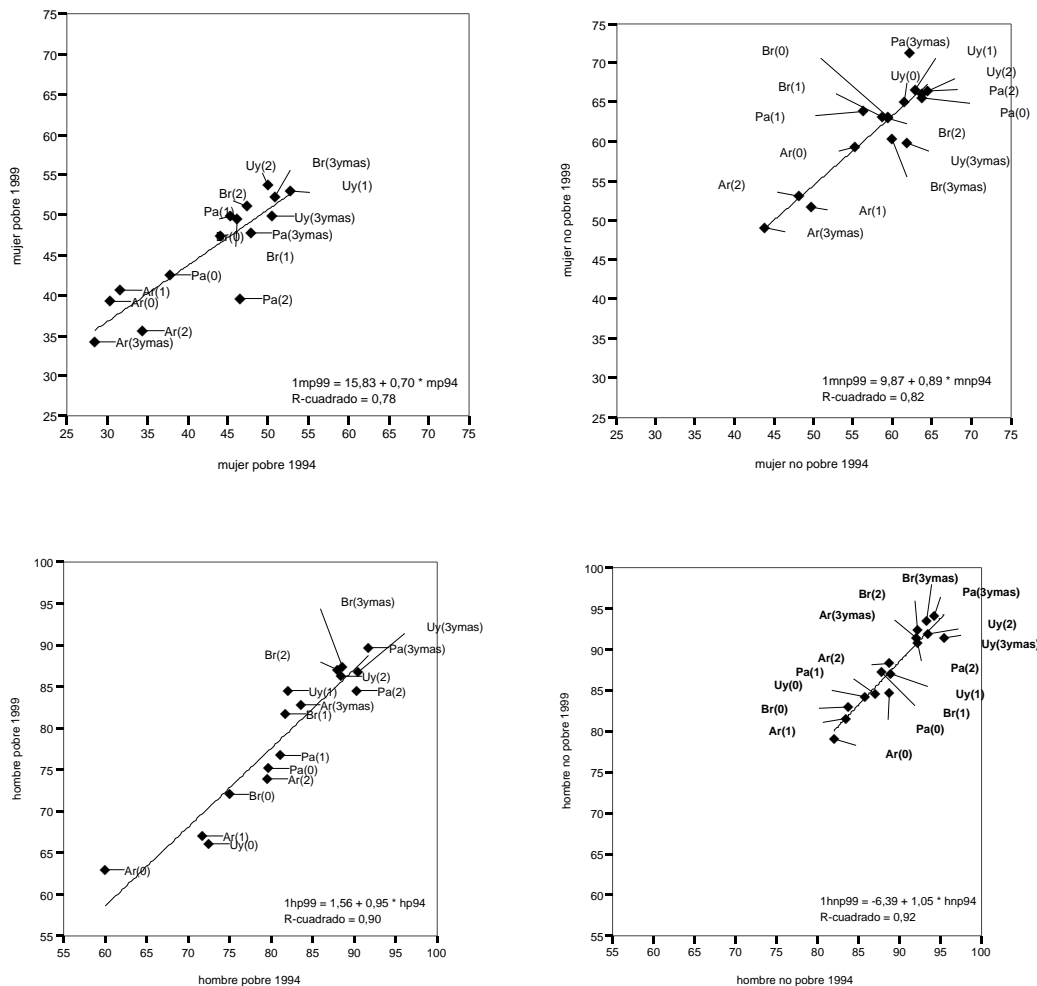 75
70
65
60
55
50
45
40
35
30
25
mujer pobre 1999
Br(3ymas)
Uy(2)
Uy(1)
Br(2)
Pa(1)
Uy(3ymas)
Br(0)
Pa(3ymas)
Br(1)
Pa(0)
Ar(1)
Ar(0)
Pa(2)
Ar(2)
Ar(3ymas)
1mp99 = 15,83 + 0,70 * mp94
R-cuadrado = 0,78
25 30 35 40 45 50 55 60 65 70 75
mujer pobre 1994
75
70
65
60
55
50
45
40
35
30
25
mujer no pobre 1999
Pa(3ymas)
Br(0)
Uy(1)
Uy(0)
Uy(2)
Br(1)
Pa(2)
Pa(1)
Pa(0)
Br(2)
Ar(0)
Uy(3ymas)
Ar(2)
Br(3ymas)
Ar(1)
Ar(3ymas)
1mnp99 = 9,87 + 0,89 * mnp94
R-cuadrado = 0,82
25 30 35 40 45 50 55 60 65 70 75
mujer no pobre 1994
100
95
90
85
80
75
70
65
60
55
hombre pobre 1999
Br(3ymas)
Uy(3ymas)
Br(2)
Pa(3ymas)
Uy(2)
Uy(1)
Pa(2)
Ar(3ymas)
Br(1)
Pa(1)
Pa(0)
Ar(2)
Br(0)
Ar(1)
Uy(0)
Ar(0)
1hp99 = 1,56 + 0,95 * hp94
R-cuadrado = 0,90
55 60 65 70 75 80 85 90 95 100
hombre pobre 1994
100
95
90
85
80
75
70
65
60
55
hombre no pobre 1999
Br(3ymas)
Br(2)
Pa(3ymas)
Ar(3ymas)
Uy(2)
Uy(3ymas)
Ar(2)
Pa(1)
Pa(2)
Uy(0)
Uy(1)
Br(0)
Br(1)
Ar(1)
Pa(0)
Ar(0)
1hnp99 = -6,39 + 1,05 * hnp94
R-cuadrado = 0,92
55 60 65 70 75 80 85 90 95 100
hombre no pobre 1994